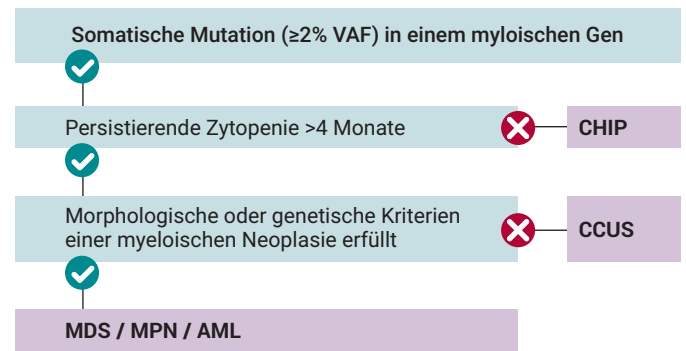 Somatische Mutation (≥2% VAF) in einem myloischen Gen
Persistierende Zytopenie >4 Monate
CHIP
Morphologische oder genetische Kriterien
einer myeloischen Neoplasie erfüllt
CCUS
MDS / MPN / AML